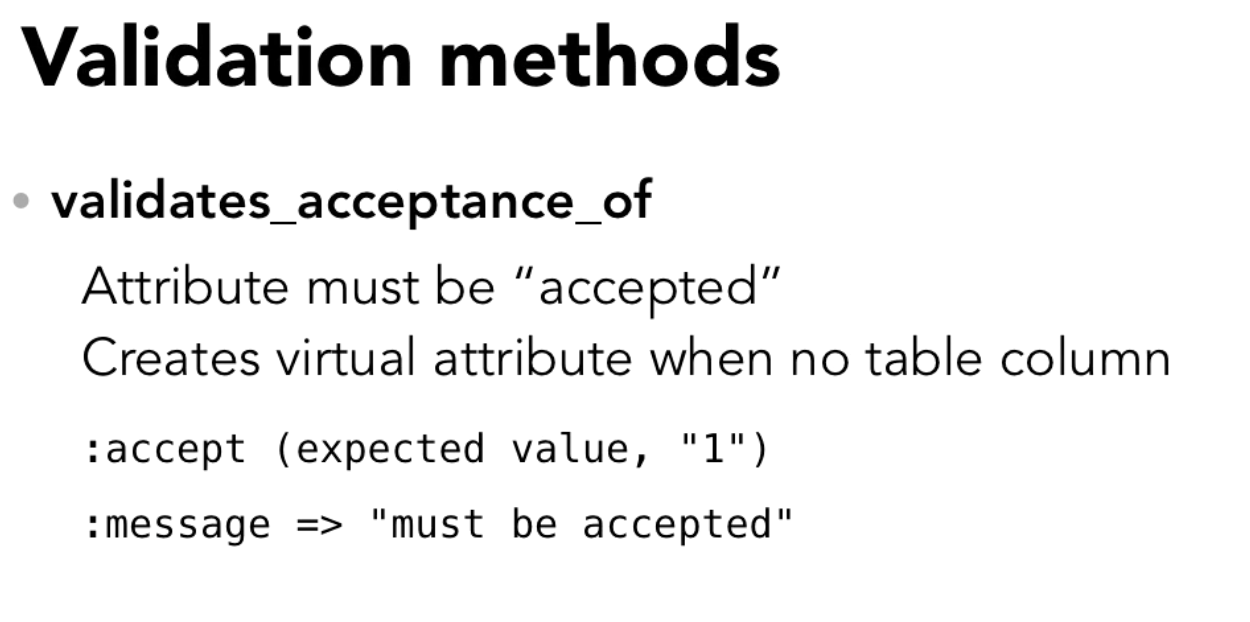 Validation methods
• validates_acceptance_of
Attribute must be “accepted”
Creates virtual attribute when no table column
:accept (expected value, "1")
:message => "must be accepted"